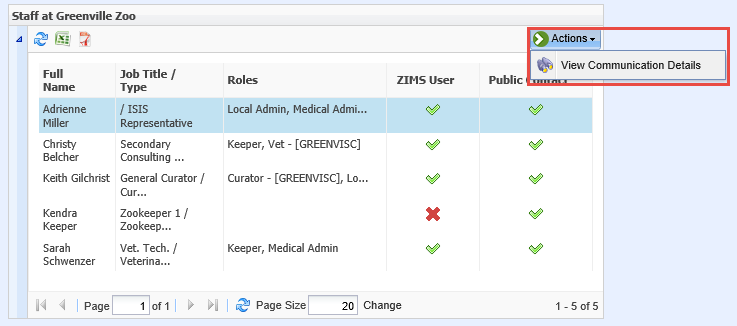 Staff at Greenville Zoo
Actions
View Communication Details
Full Name Job Title / Type Roles ZIMS User Public
Adrienne Miller / ISIS Representative Local Admin, Medical Admi...
Christy Belcher Secondary Consulting ... Keeper, Vet - [GREENVISC]
Keith Gilchrist General Curator / Cur... Curator - [GREENVISC], Lo...
Kendra Keeper Zookeeper 1 / Zookeep...
Sarah Schwenzer Vet. Tech. / Veterina... Keeper, Medical Admin
Page 1 of 1 Page Size 20 Change 1 - 5 of 5